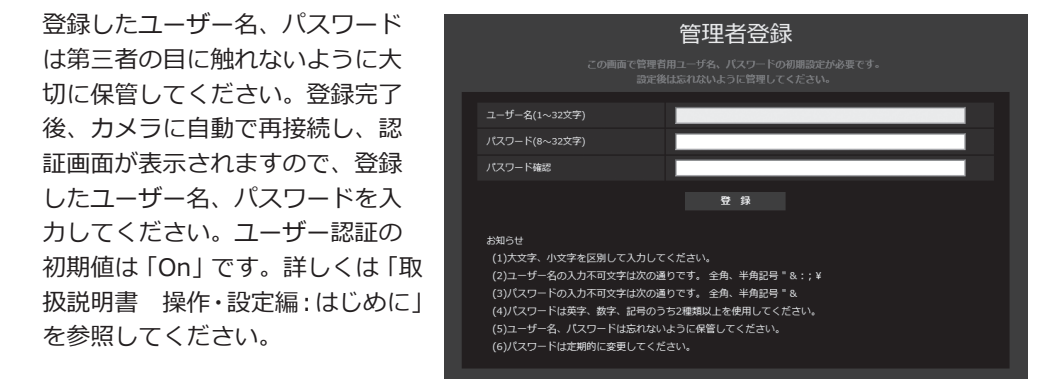 登録したユーザー名、パスワード
は第三者の目に触れないように大
切に保管してください。登録完了
後、カメラに自動で再接続し、認
証画面が表示されますので、登録
したユーザー名、パスワードを入
力してください。ユーザー認証の
初期値は「On」です。詳しくは「取
扱説明書　操作・設定編：はじめに」
を参照してください。
管理者登録
この画面で管理者用ユーザ名、パスワードの初期設定が必要です。
設定後は忘れないように管理してください。
ユーザー名(1～32文字)
パスワード(8～32文字)
パスワード確認
登 録
お知らせ
(1)大文字、小文字を区別して入力してください。
(2)ユーザー名の入力不可文字は次の通りです。 全角、半角記号 " & : ; ¥
(3)パスワードの入力不可文字は次の通りです。 全角、半角記号 " &
(4)パスワードは英字、数字、記号のうち2種類以上を使用してください。
(5)ユーザー名、パスワードは忘れないように保管してください。
(6)パスワードは定期的に変更してください。